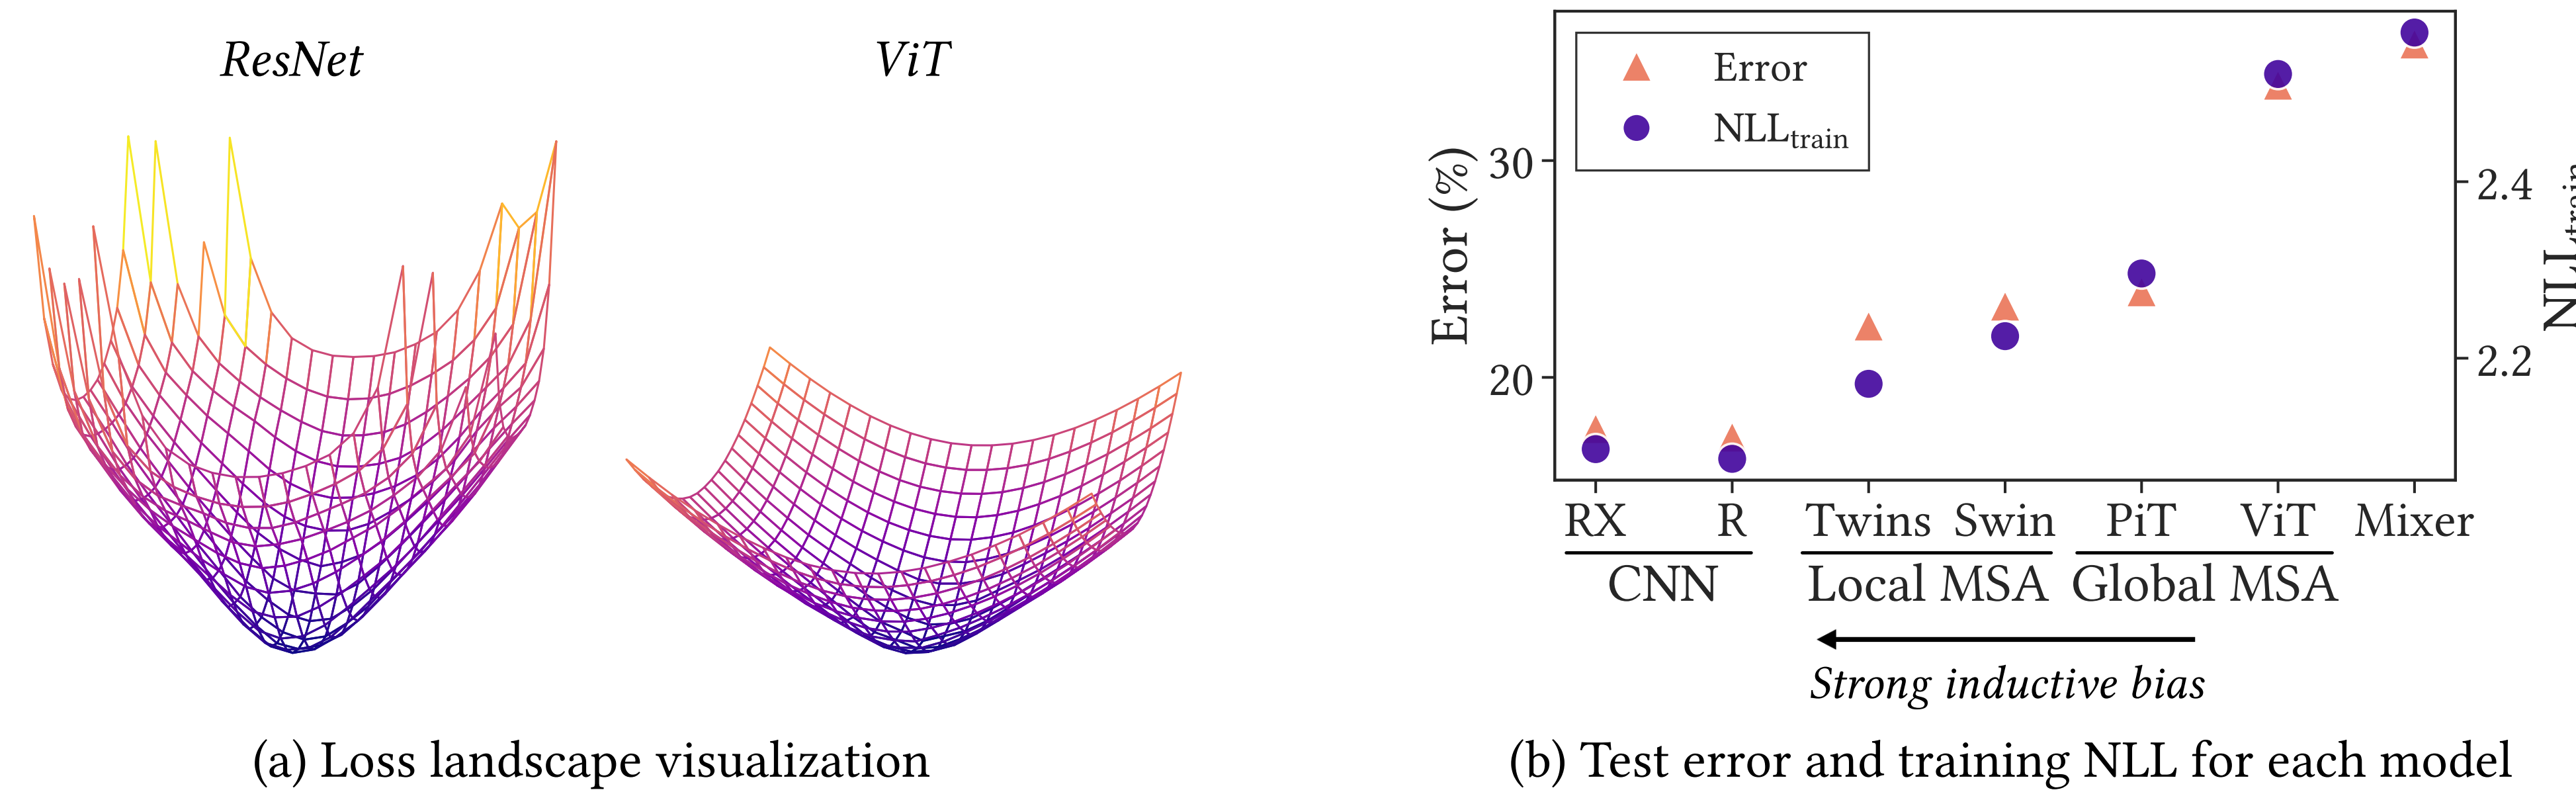 ResNet
ViT
Error
NLLtrain
Error (%)
30
20
2.4
2.2
NLLtrain
RX R Twins Swin PiT ViT Mixer
CNN Local MSA Global MSA
Strong inductive bias
(a) Loss landscape visualization
(b) Test error and training NLL for each model